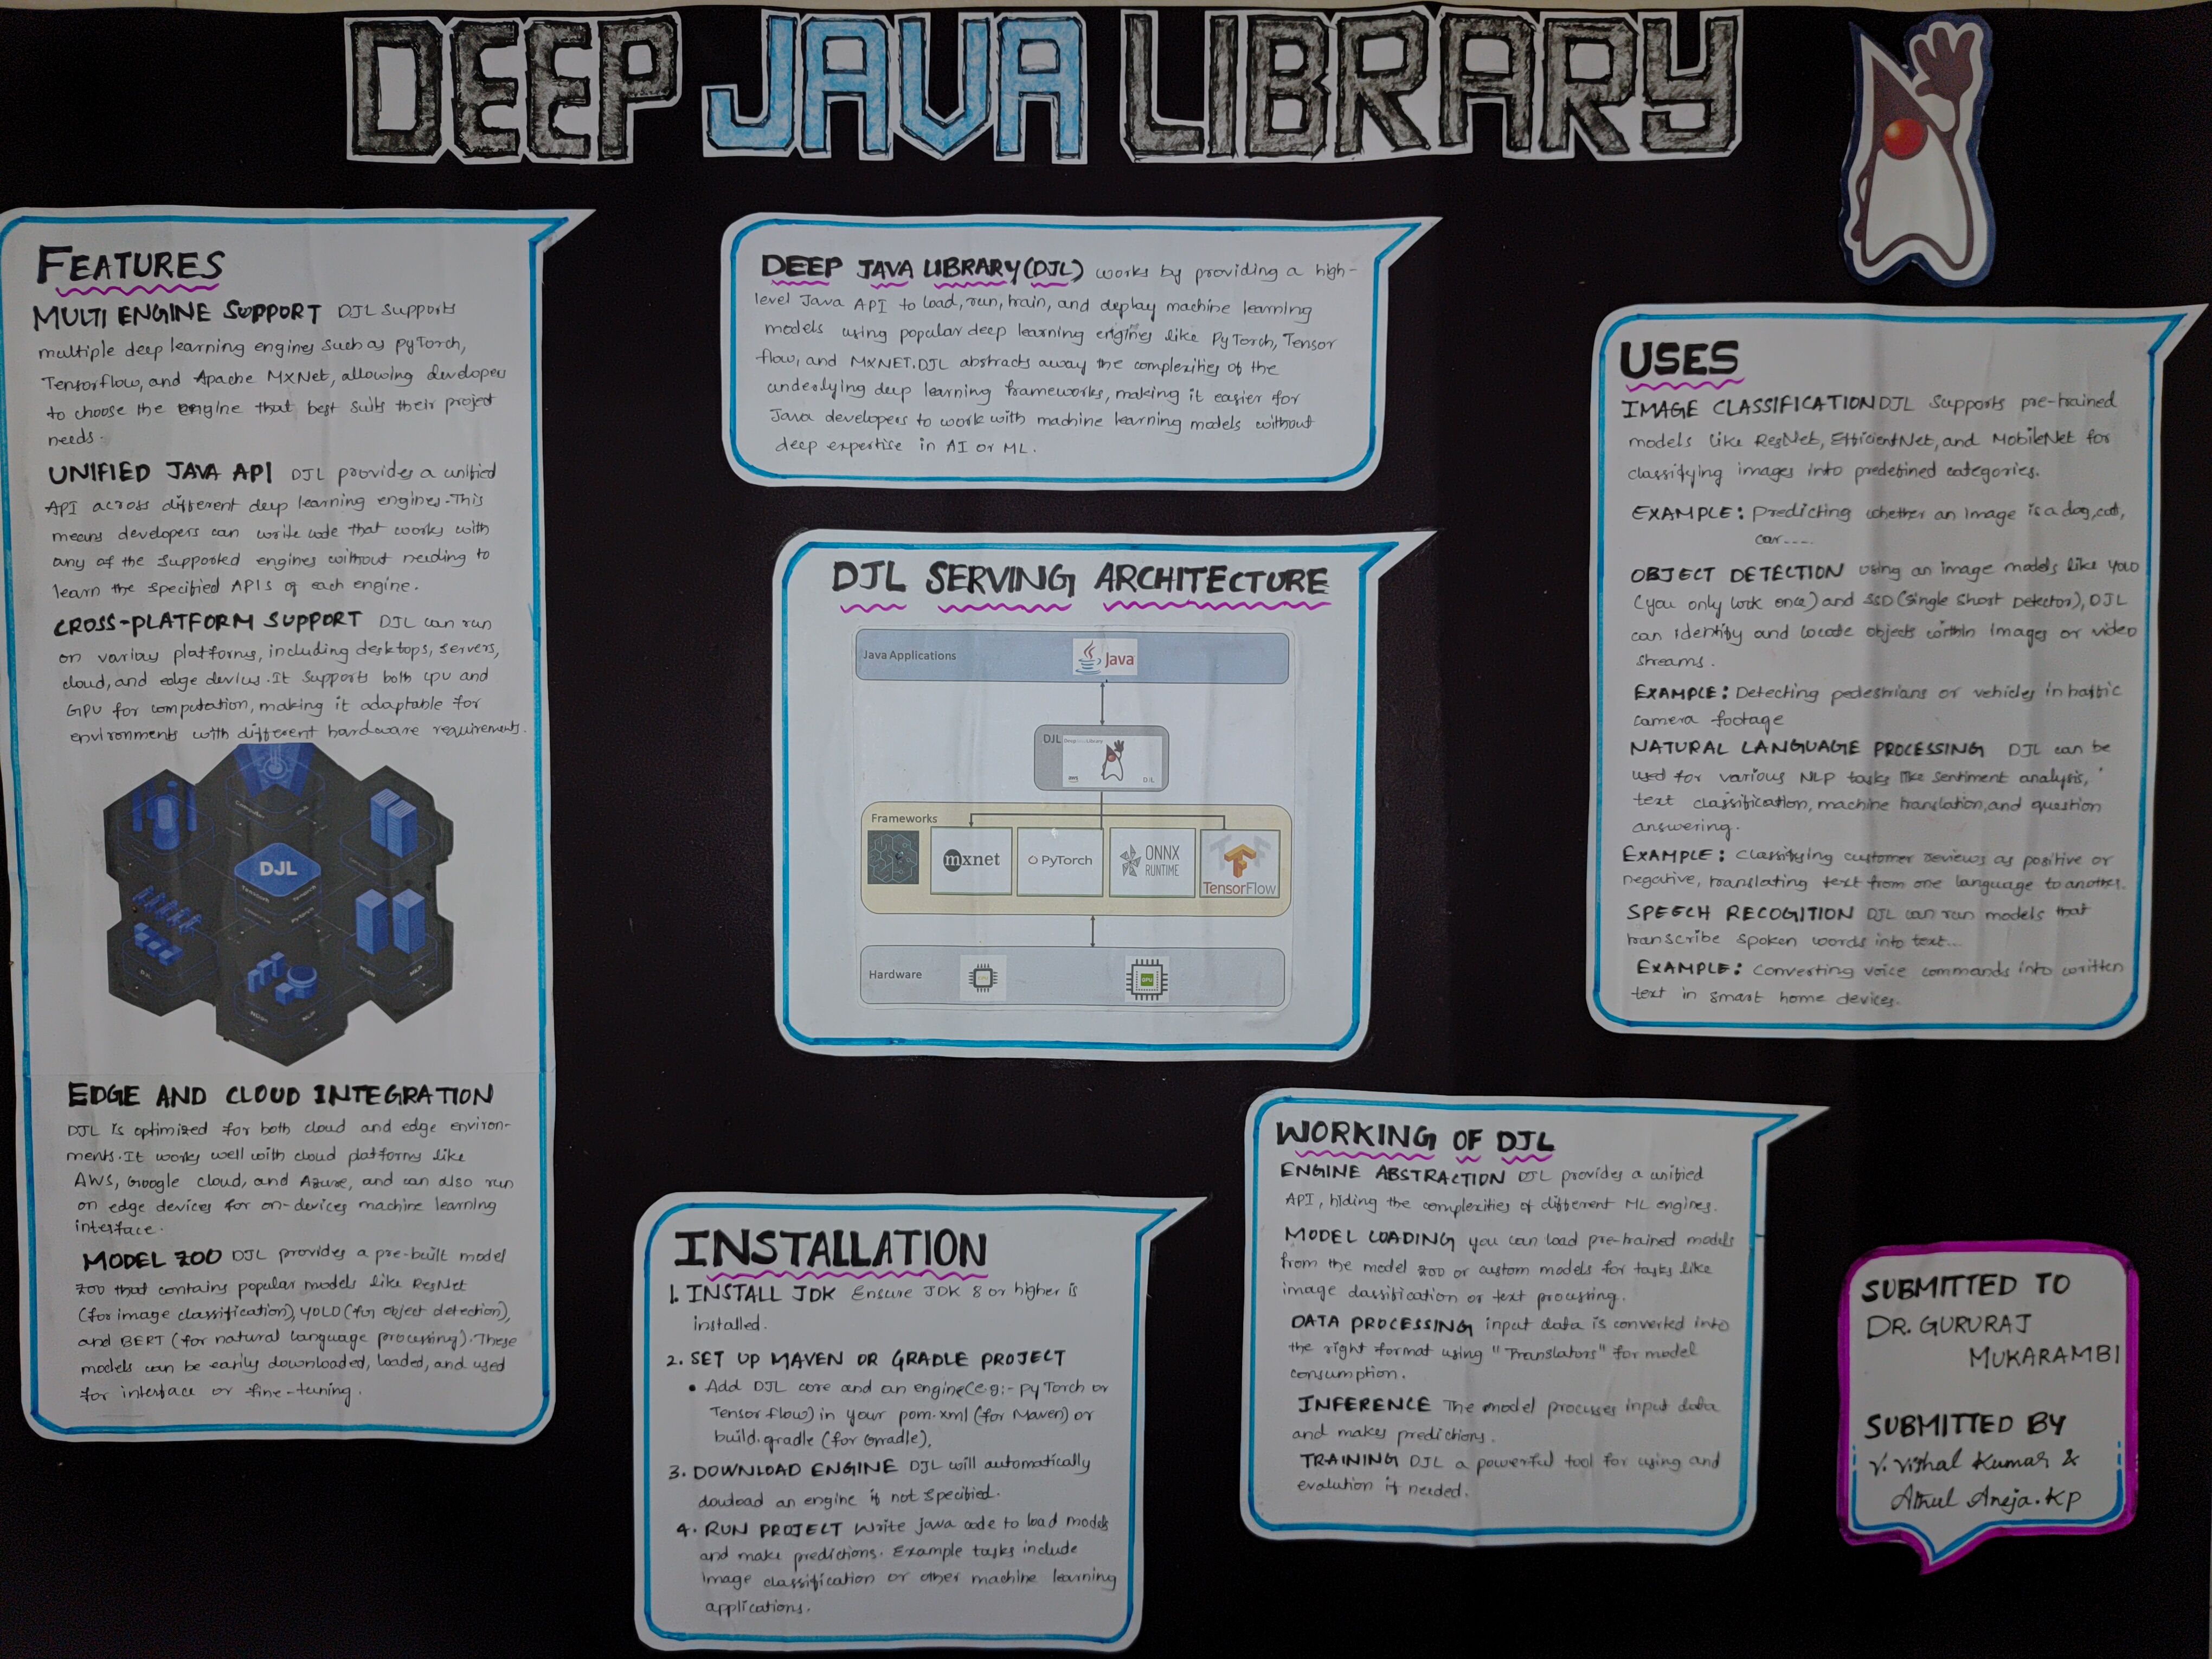 DEEP JAVA LIBRARY
FEATURES
MULTI ENGINE SUPPORT DJL supports
multiple deep learning engines such as PyTorch,
Tensorflow, and Apache MXNet, allowing developers
to choose the engine that best suits their project
needs.
UNIFIED JAVA API DJL provides a unified
API across different deep learning engines. This
means developers can write code that works with
any of the supported engines without needing to
learn the specified APIs of each engine.
CROSS-PLATFORM SUPPORT DJL can run
on variay platforms, including desktops, servers,
cloud, and edge devices. It supports both CPU and
GPU for computation, making it adaptable for
environments with different hardware requirements.
DJL
EDGE AND CLOUD INTEGRATION
DJL is optimized for both cloud and edge environ-
ments. It works well with cloud platforms like
AWS, Google cloud, and Azure, and can also run
on edge devices for on-devices machine learning
interface.
MODEL ZOO DJL provides a pre-built model
zoo that contains popular models like ResNet
(for image classification), YOLO (for object detection),
and BERT (for natural language processing). These
models can be easily downloaded, loaded, and used
for interface or fine-tuning.
DEEP JAVA LIBRARY(DJL) works by providing a high-
level Java API to load, run, train, and deploy machine learning
models using popular deep learning engines like PyTorch, Tensor
flow, and MXNET. DJL abstracts away the complexities of the
underlying deep learning frameworks, making it easier for
Java developers to work with machine learning models without
deep expertise in AI or ML.
DJL SERVING ARCHITECTURE
Java Applications
Java
DJL
Frameworks
mxnet
PyTorch
ONNX
RUNTIME
TensorFlow
Hardware
GPU
INSTALLATION
1. INSTALL JDK Ensure JDK 8 or higher is
installed.
2. SET UP MAVEN OR GRADLE PROJECT
• Add DJL core and an engine(e.g:- PyTorch or
Tensor flow) in your pom.xml (for Maven) or
build.gradle (for Gradle),
3. DOWNLOAD ENGINE DJL will automatically
douload an engine if not specified.
4. RUN PROJECT Write java code to load models
and make predictions. Example tasks include
image classification or other machine learning
applications.
USES
IMAGE CLASSIFICATION DJL supports pre-trained
models like ResNet, EfficientNet, and MobileNet for
classifying images into predefined categories.
EXAMPLE: Predicting whether an image is a dog, cat,
car----
OBJECT DETECTION using an image models like YOLO
(you only look once) and SSD (Single Short Detector), DJL
can identify and locate objects within images or video
streams.
EXAMPLE: Detecting pedestrians or vehicles in traffic
camera footage
NATURAL LANGUAGE PROCESSING DJL can be
used for various NLP tasks like sentiment analysis,
text classification, machine translation, and question
answering.
EXAMPLE: Classifying customer reviews as positive or
negative, translating text from one language to another.
SPEECH RECOGITION DJL can run models that
transcribe spoken words into text...
EXAMPLE: Converting voice commands into written
text in smart home devices.
WORKING OF DJL
ENGINE ABSTRACTION DJL provides a unified
API, hiding the complexities of different ML engines.
MODEL LOADING you can load pre-trained models
from the model zoo or custom models for tasks like
image classification or text processing.
DATA PROCESSING input data is converted into
the right format using "Translators" for model
consumption.
INFERENCE The model processes input data
and makes predictions.
TRAINING DJL a powerful tool for using and
evalution if needed.
SUBMITTED TO
DR. GURURAJ
MUKARAMBI
SUBMITTED BY
V. Vishal Kumar &
Athul Aneja.KP